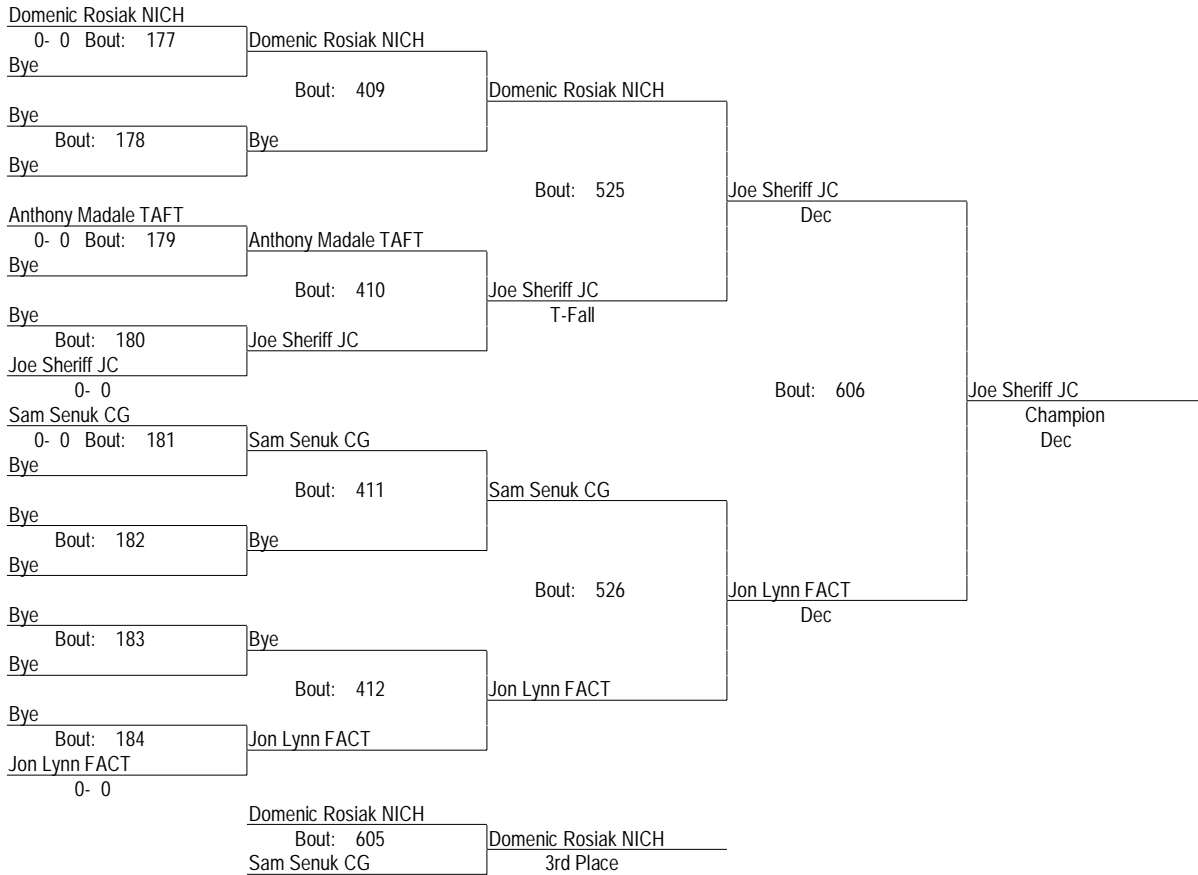 Domenic Rosiak NICH
0- 0 Bout: 177 Domenic Rosiak NICH
Bye
Bout: 409 Domenic Rosiak NICH
Bye
Bout: 178 Bye
Bye
Bout: 525 Joe Sheriff JC
Anthony Madale TAFT Dec
0- 0 Bout: 179 Anthony Madale TAFT
Bye
Bout: 410 Joe Sheriff JC
Bye T-Fall
Bout: 180 Joe Sheriff JC
Joe Sheriff JC
0- 0 Bout: 606 Joe Sheriff JC
Sam Senuk CG Champion
0- 0 Bout: 181 Sam Senuk CG Dec
Bye
Bout: 411 Sam Senuk CG
Bye
Bout: 182 Bye
Bye
Bout: 526 Jon Lynn FACT
Bye Dec
Bout: 183 Bye
Bye
Bout: 412 Jon Lynn FACT
Bye
Bout: 184 Jon Lynn FACT
Jon Lynn FACT
0- 0
Domenic Rosiak NICH
Bout: 605 Domenic Rosiak NICH
Sam Senuk CG 3rd Place